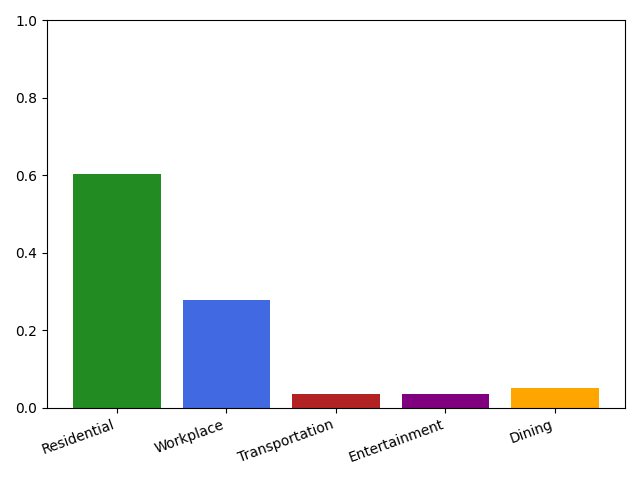 1.0
0.8
0.6
0.4
0.2
0.0
Residential
Workplace
Transportation
Entertainment
Dining